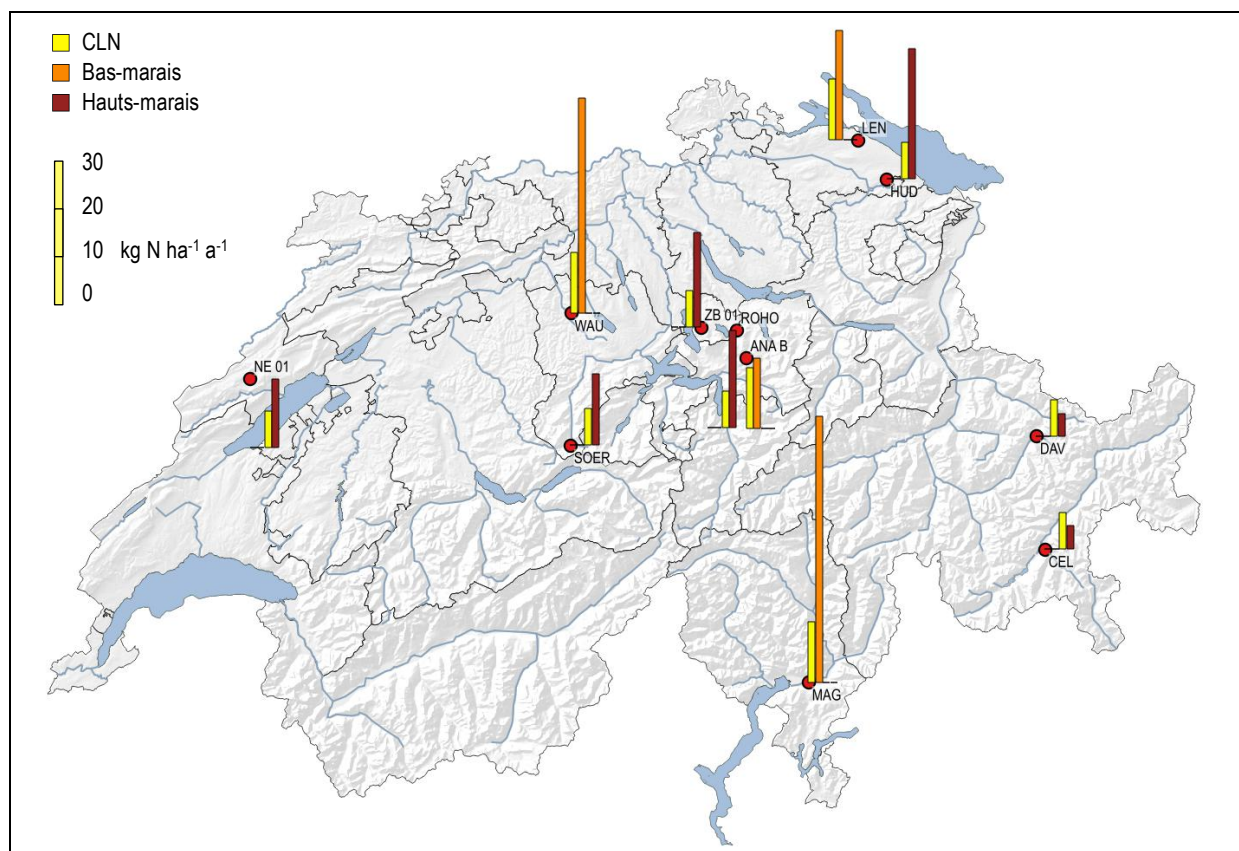 CLN
Bas-marais
Hauts-marais
30
20
10 kg N ha⁻¹ a⁻¹
0
LEN
HUD
WAU
ZB 01
ROHO
ANA B
NE 01
SOER
DAV
CEL
MAG